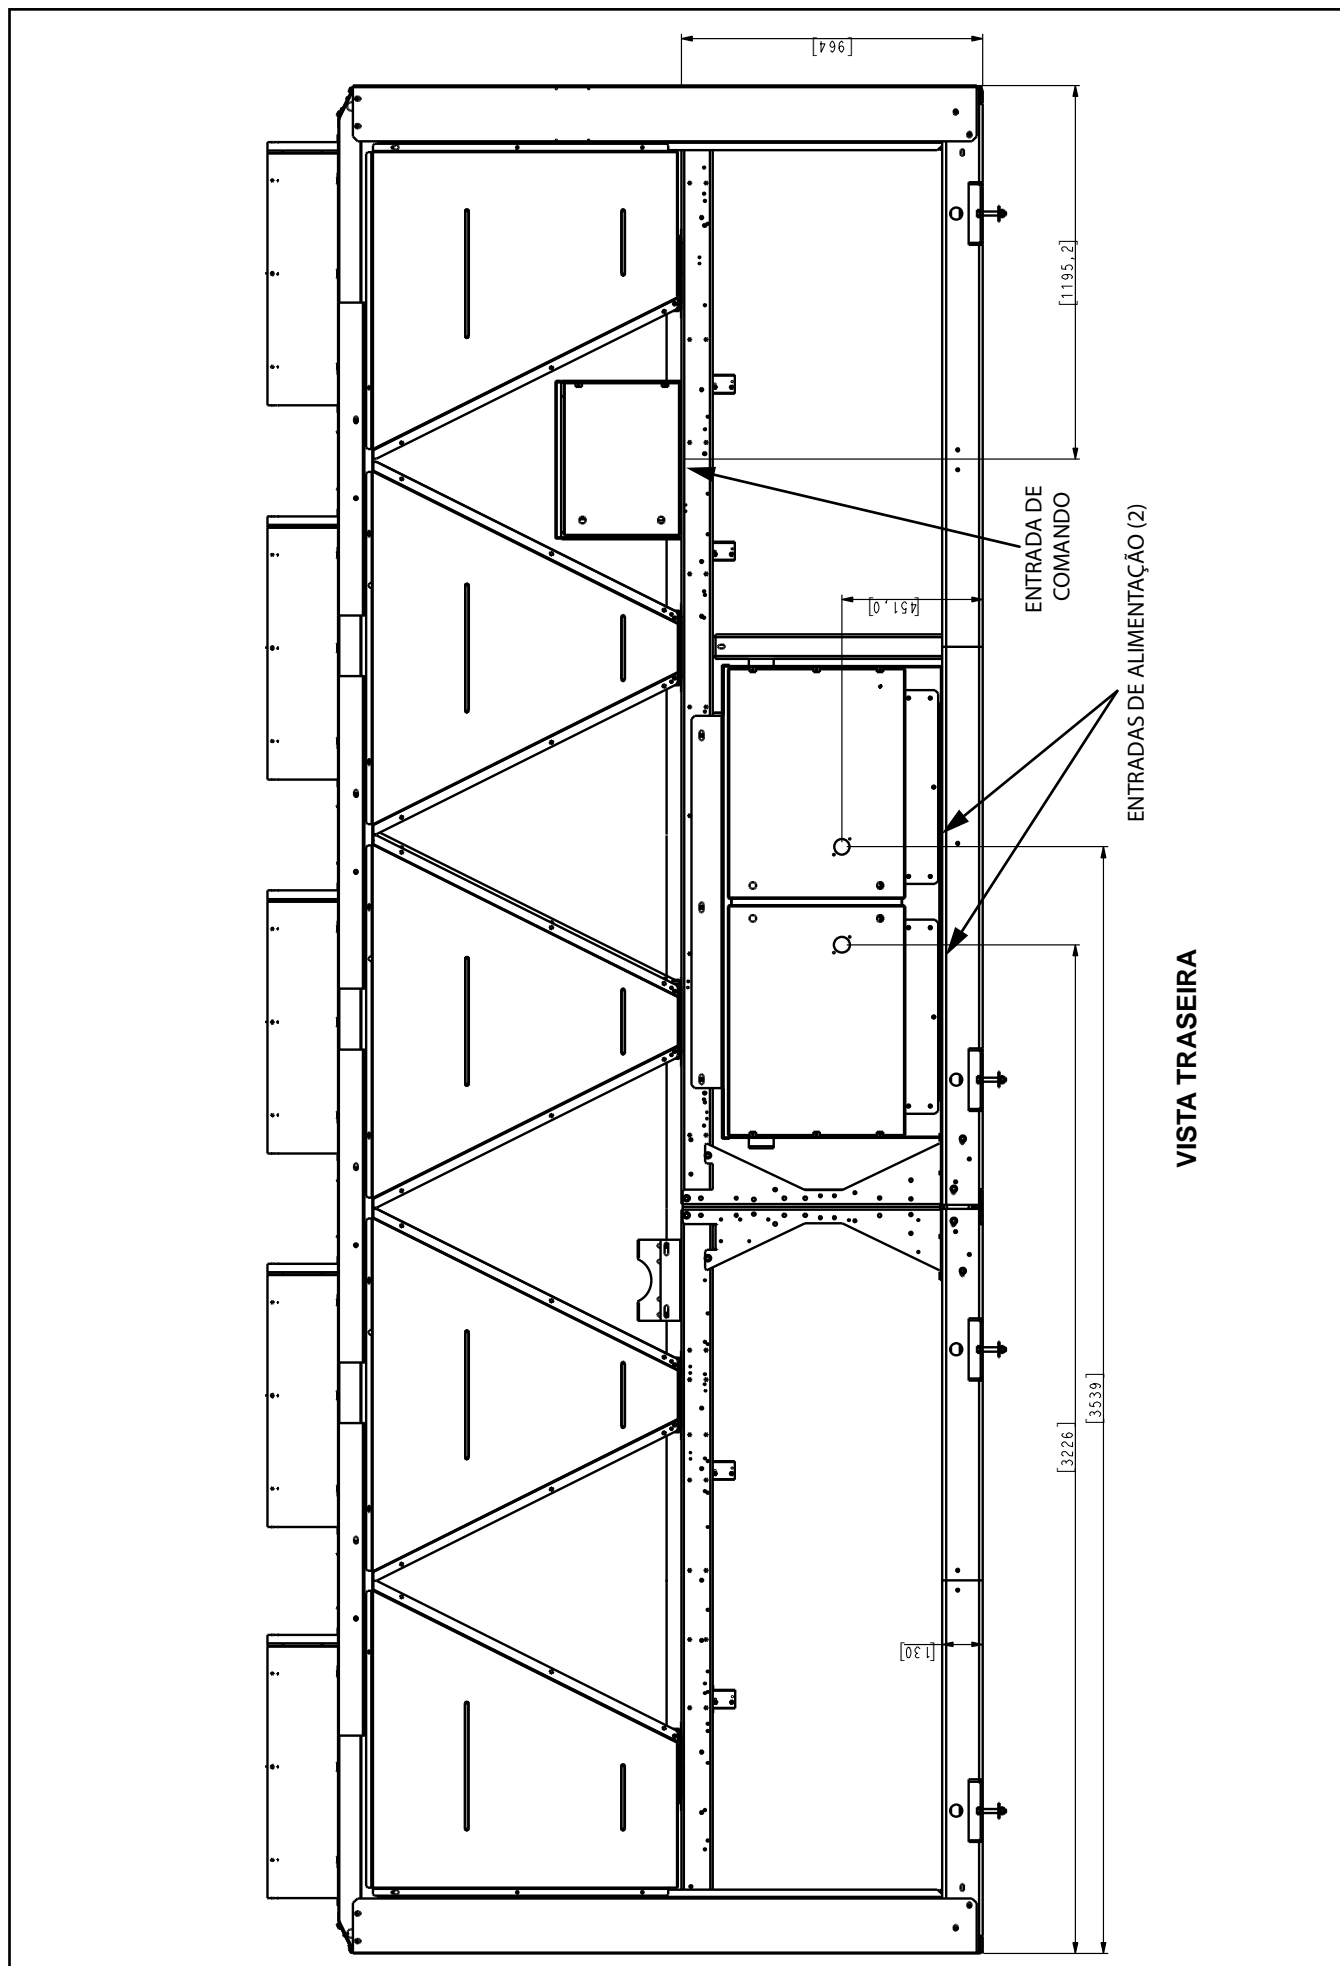 [964]
[1195,2]
ENTRADA DE
COMANDO
ENTRADAS DE ALIMENTAÇÃO (2)
[451,0]
VISTA TRASEIRA
[3539]
[3226]
[130]